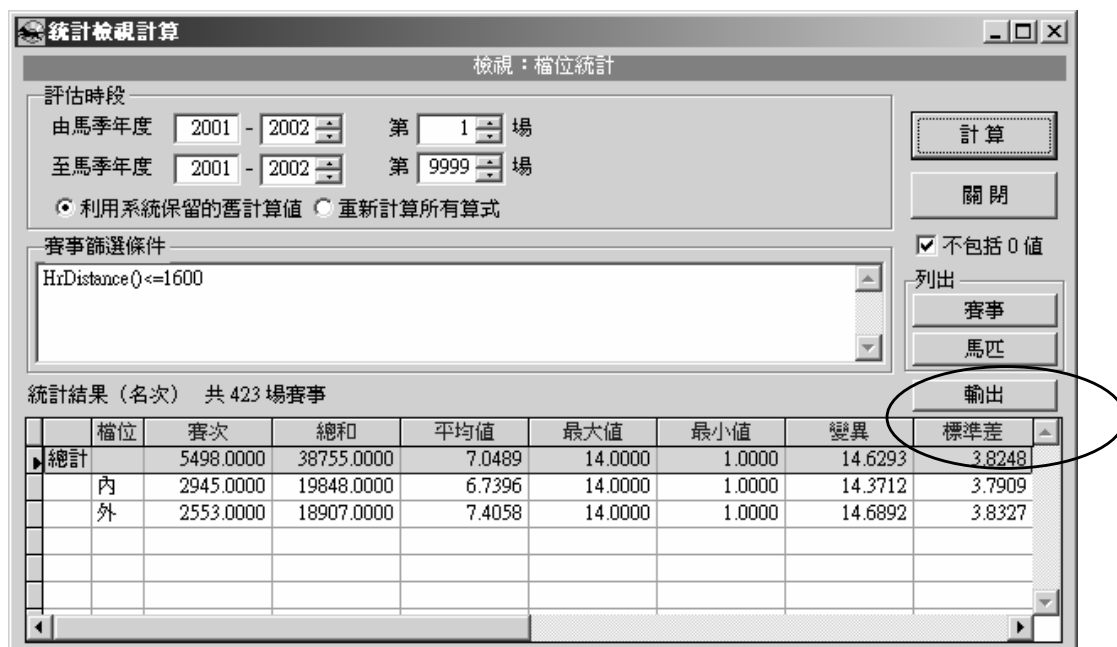 統計檢視計算
檢視：檔位統計
評估時段
由馬季年度 2001 - 2002 第 1 場
至馬季年度 2001 - 2002 第 9999 場
利用系統保留的舊計算值 重新計算所有算式
計算
關閉
不包括 0 值
賽事篩選條件
HrDistance()<=1600
列出
賽事
馬匹
統計結果（名次） 共 423 場賽事
輸出
檔位 賽次 總和 平均值 最大值 最小值 變異 標準差
總計 5498.0000 38755.0000 7.0489 14.0000 1.0000 14.6293 3.8248
內 2945.0000 19848.0000 6.7396 14.0000 1.0000 14.3712 3.7909
外 2553.0000 18907.0000 7.4058 14.0000 1.0000 14.6892 3.8327